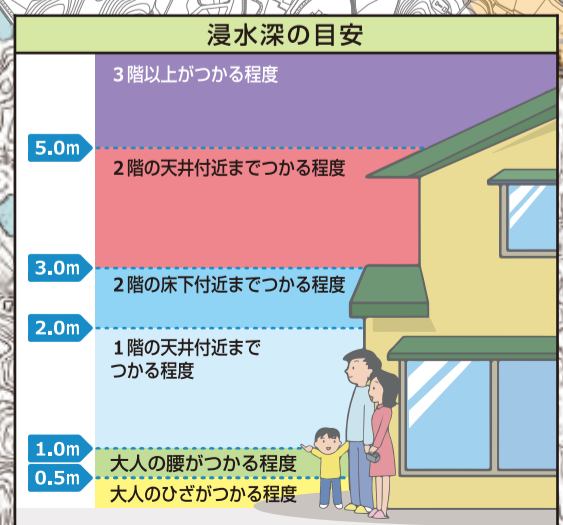 浸水深の目安
3階以上がつかる程度
5.0m
2階の天井付近までつかる程度
3.0m
2階の床下付近までつかる程度
2.0m
1階の天井付近まで
つかる程度
1.0m
大人の腰がつかる程度
0.5m
大人のひざがつかる程度